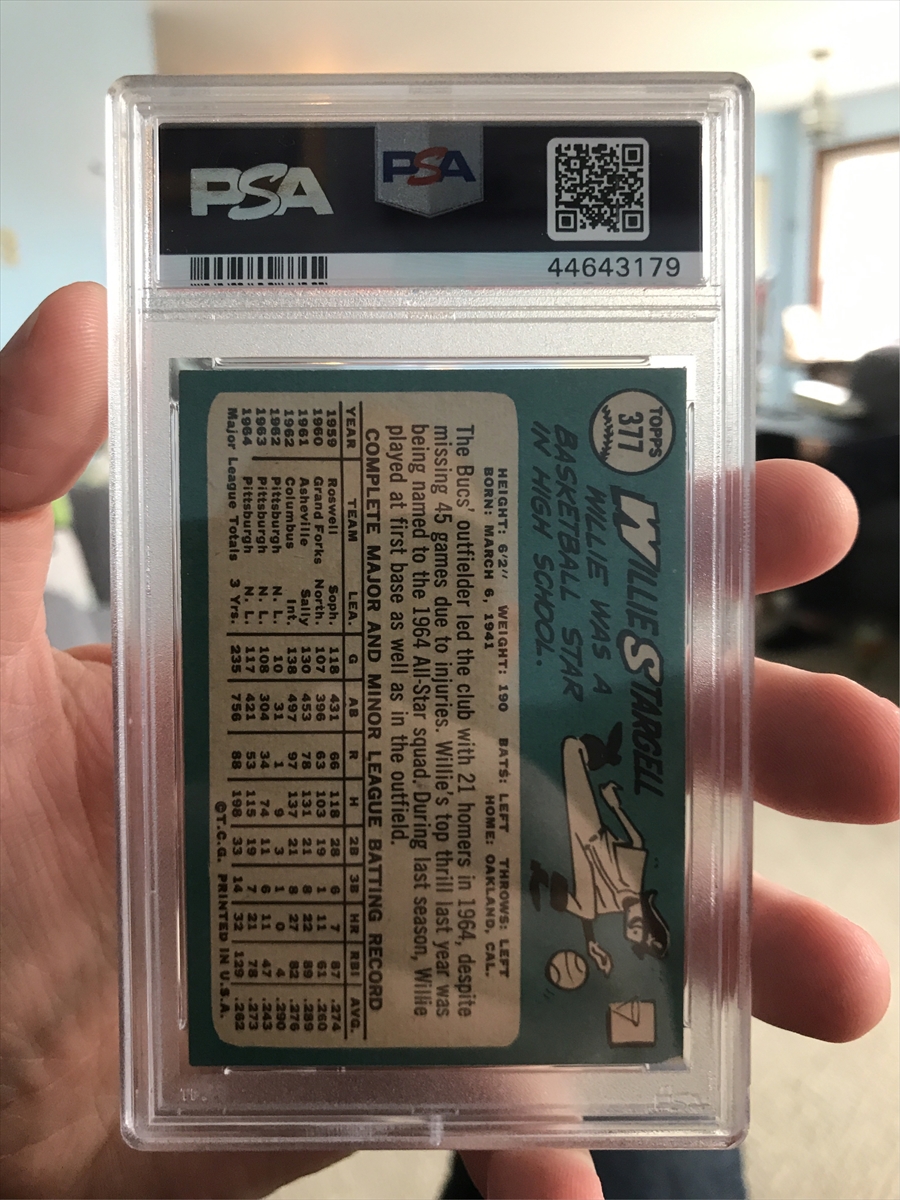 PSA
PSA
44643179
TOPPS
377
WILLIE STARGELL
WILLIE WAS A
BASKETBALL STAR
IN HIGH SCHOOL.
HEIGHT: 6'2" WEIGHT: 190 BATS: LEFT THROWS: LEFT
BORN: MARCH 6, 1941 HOME: OAKLAND, CAL.
The Bucs' outfielder led the club with 21 homers in 1964, despite
missing 45 games due to injuries. Willie's top thrill last year was
being named to the 1964 All-Star squad. During last season, Willie
played at first base as well as in the outfield.
COMPLETE MAJOR AND MINOR LEAGUE BATTING RECORD
YEAR TEAM LEA. G AB R H 2B 3B HR RBI AVG.
1959 Roswell Soph. 118 431 66 118 28 6 7 87 .274
1960 Grand Forks North. 107 396 63 103 19 1 11 61 .260
1961 Asheville Sally 130 453 78 131 21 8 22 89 .289
1962 Columbus Int. 138 497 97 137 21 8 27 82 .276
1962 Pittsburgh N. L. 10 31 1 9 3 1 0 4 .290
1963 Pittsburgh N. L. 108 304 34 74 11 6 11 47 .243
1964 Pittsburgh N. L. 117 421 53 115 19 7 21 78 .273
Major League Totals 3 Yrs. 235 756 88 198 33 14 32 129 .262
©T.C.G. PRINTED IN U.S.A.